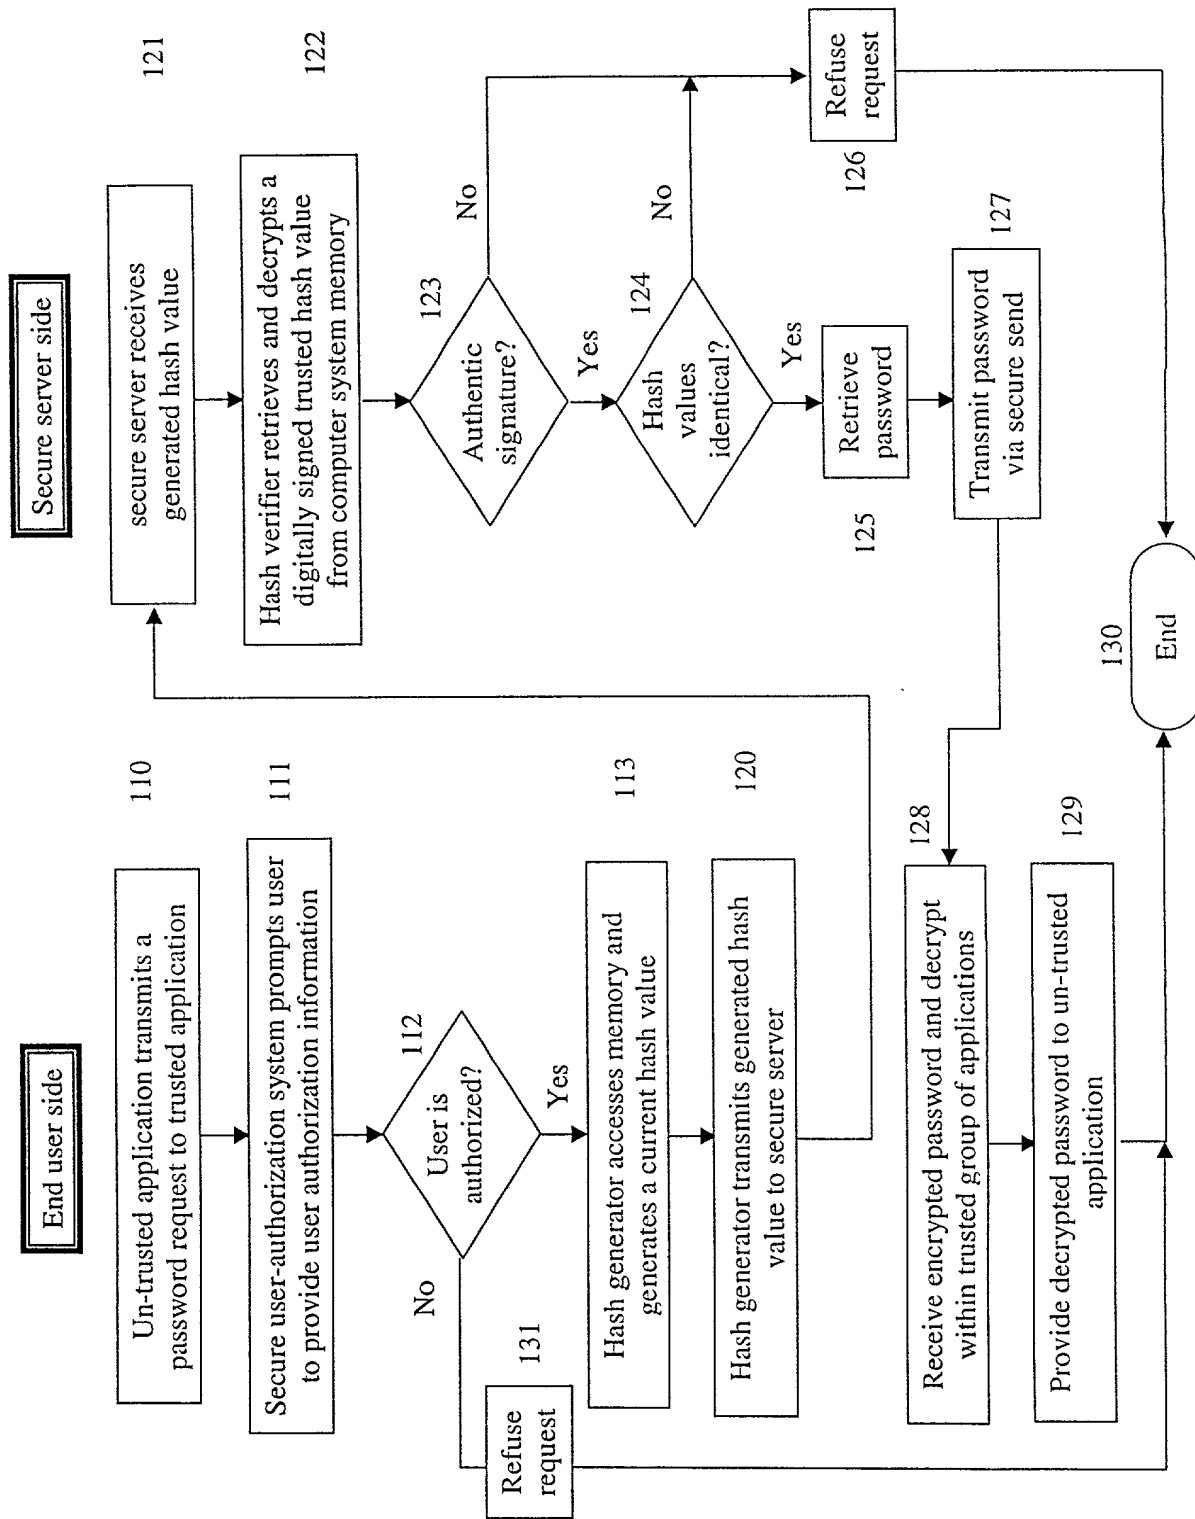 End user side
Un-trusted application transmits a
password request to trusted application
110
Secure user-authorization system prompts user
to provide user authorization information
111
User is
authorized?
112
No
Yes
Refuse
request
131
Hash generator accesses memory and
generates a current hash value
113
Hash generator transmits generated hash
value to secure server
120
Receive encrypted password and decrypt
within trusted group of applications
128
Provide decrypted password to un-trusted
application
129
Secure server side
secure server receives
generated hash value
121
Hash verifier retrieves and decrypts a
digitally signed trusted hash value
from computer system memory
122
Authentic
signature?
123
No
Yes
Hash
values
identical?
124
No
Yes
Retrieve
password
125
Refuse
request
126
Transmit password
via secure send
127
End
130